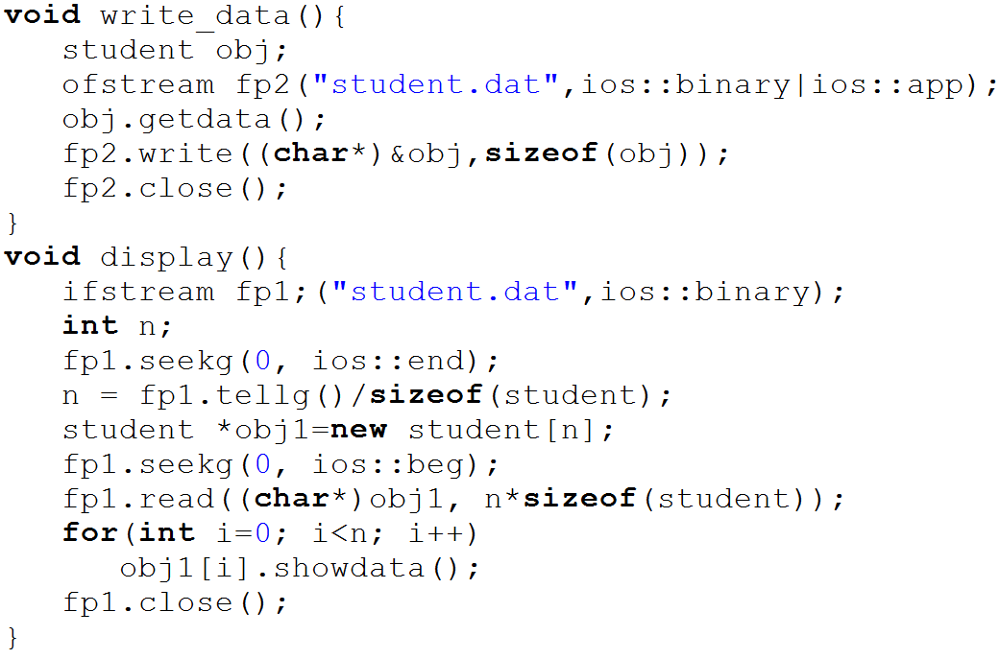 void write_data(){
   student obj;
   ofstream fp2("student.dat",ios::binary|ios::app);
   obj.getdata();
   fp2.write((char*)&obj,sizeof(obj));
   fp2.close();
}
void display(){
   ifstream fp1;("student.dat",ios::binary);
   int n;
   fp1.seekg(0, ios::end);
   n = fp1.tellg()/sizeof(student);
   student *obj1=new student[n];
   fp1.seekg(0, ios::beg);
   fp1.read((char*)obj1, n*sizeof(student));
   for(int i=0; i<n; i++)
      obj1[i].showdata();
   fp1.close();
}